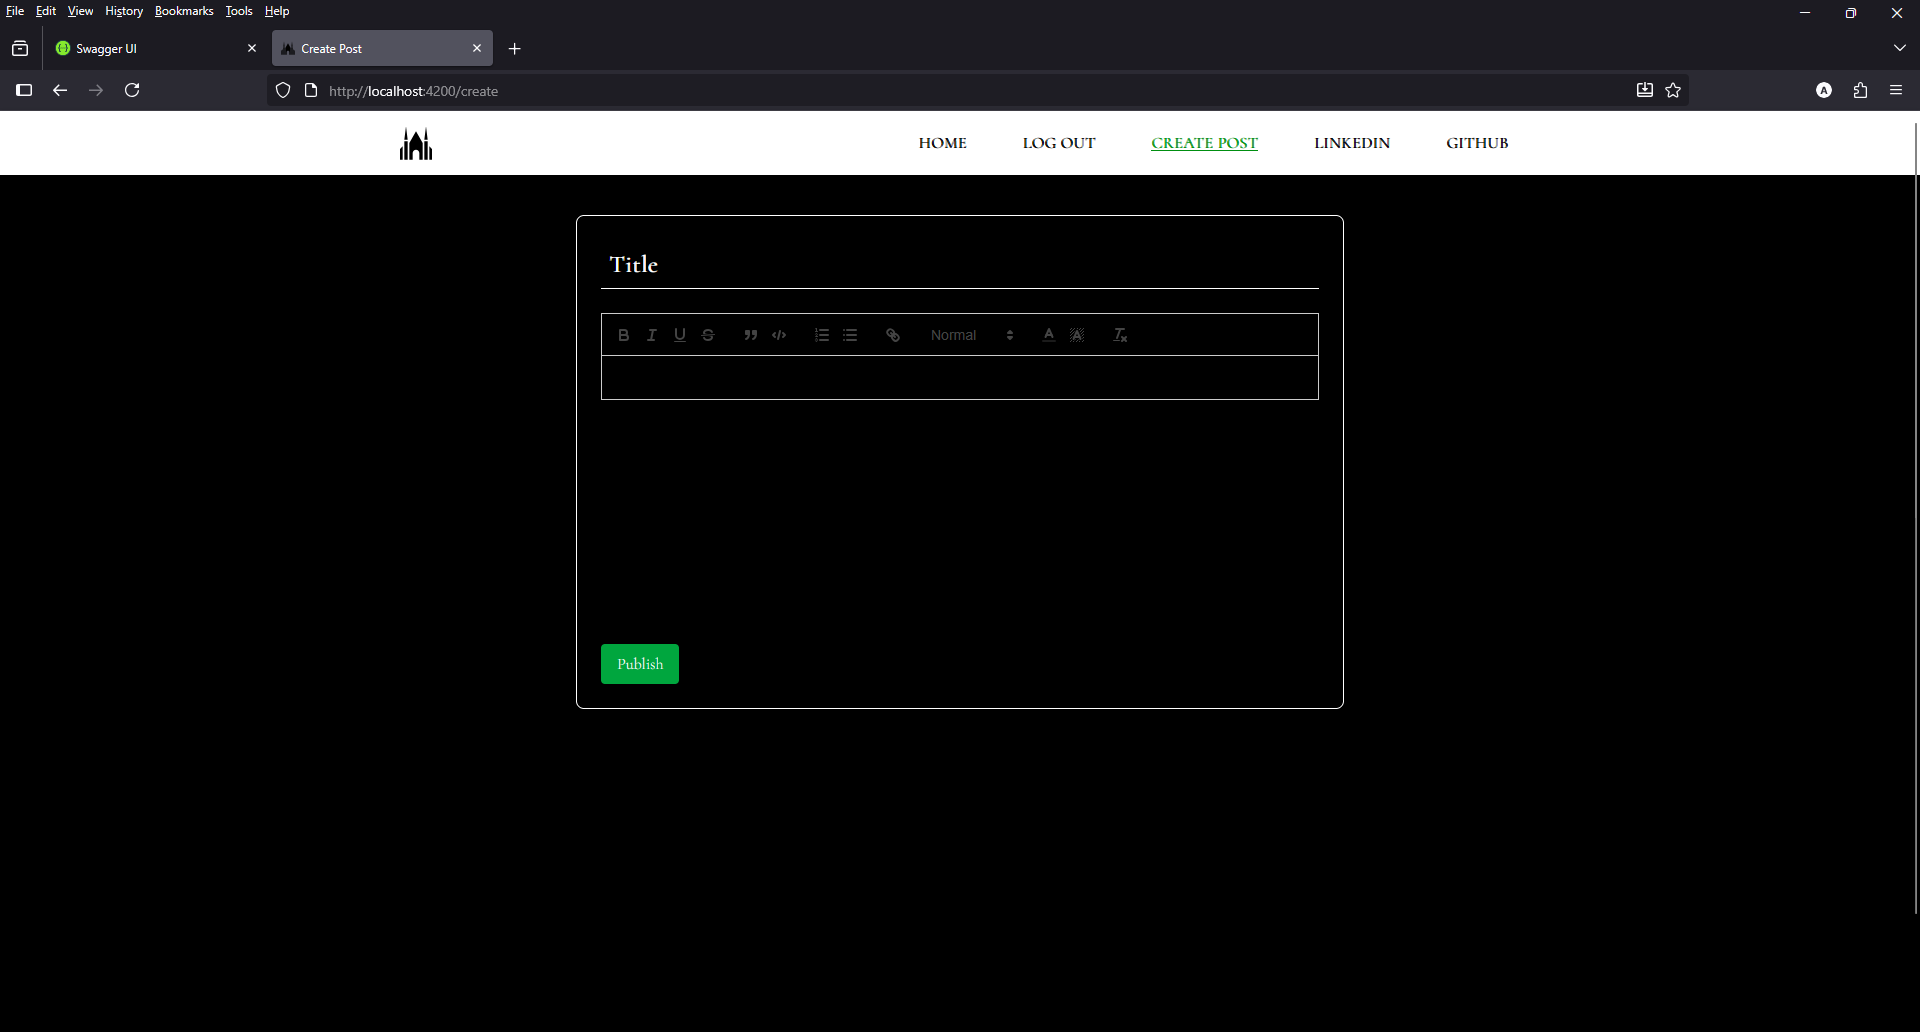 File Edit View History Bookmarks Tools Help
Swagger UI
Create Post
http://localhost:4200/create
A
HOME LOG OUT CREATE POST LINKEDIN GITHUB
Title
B I U S Normal A A Tx
Publish